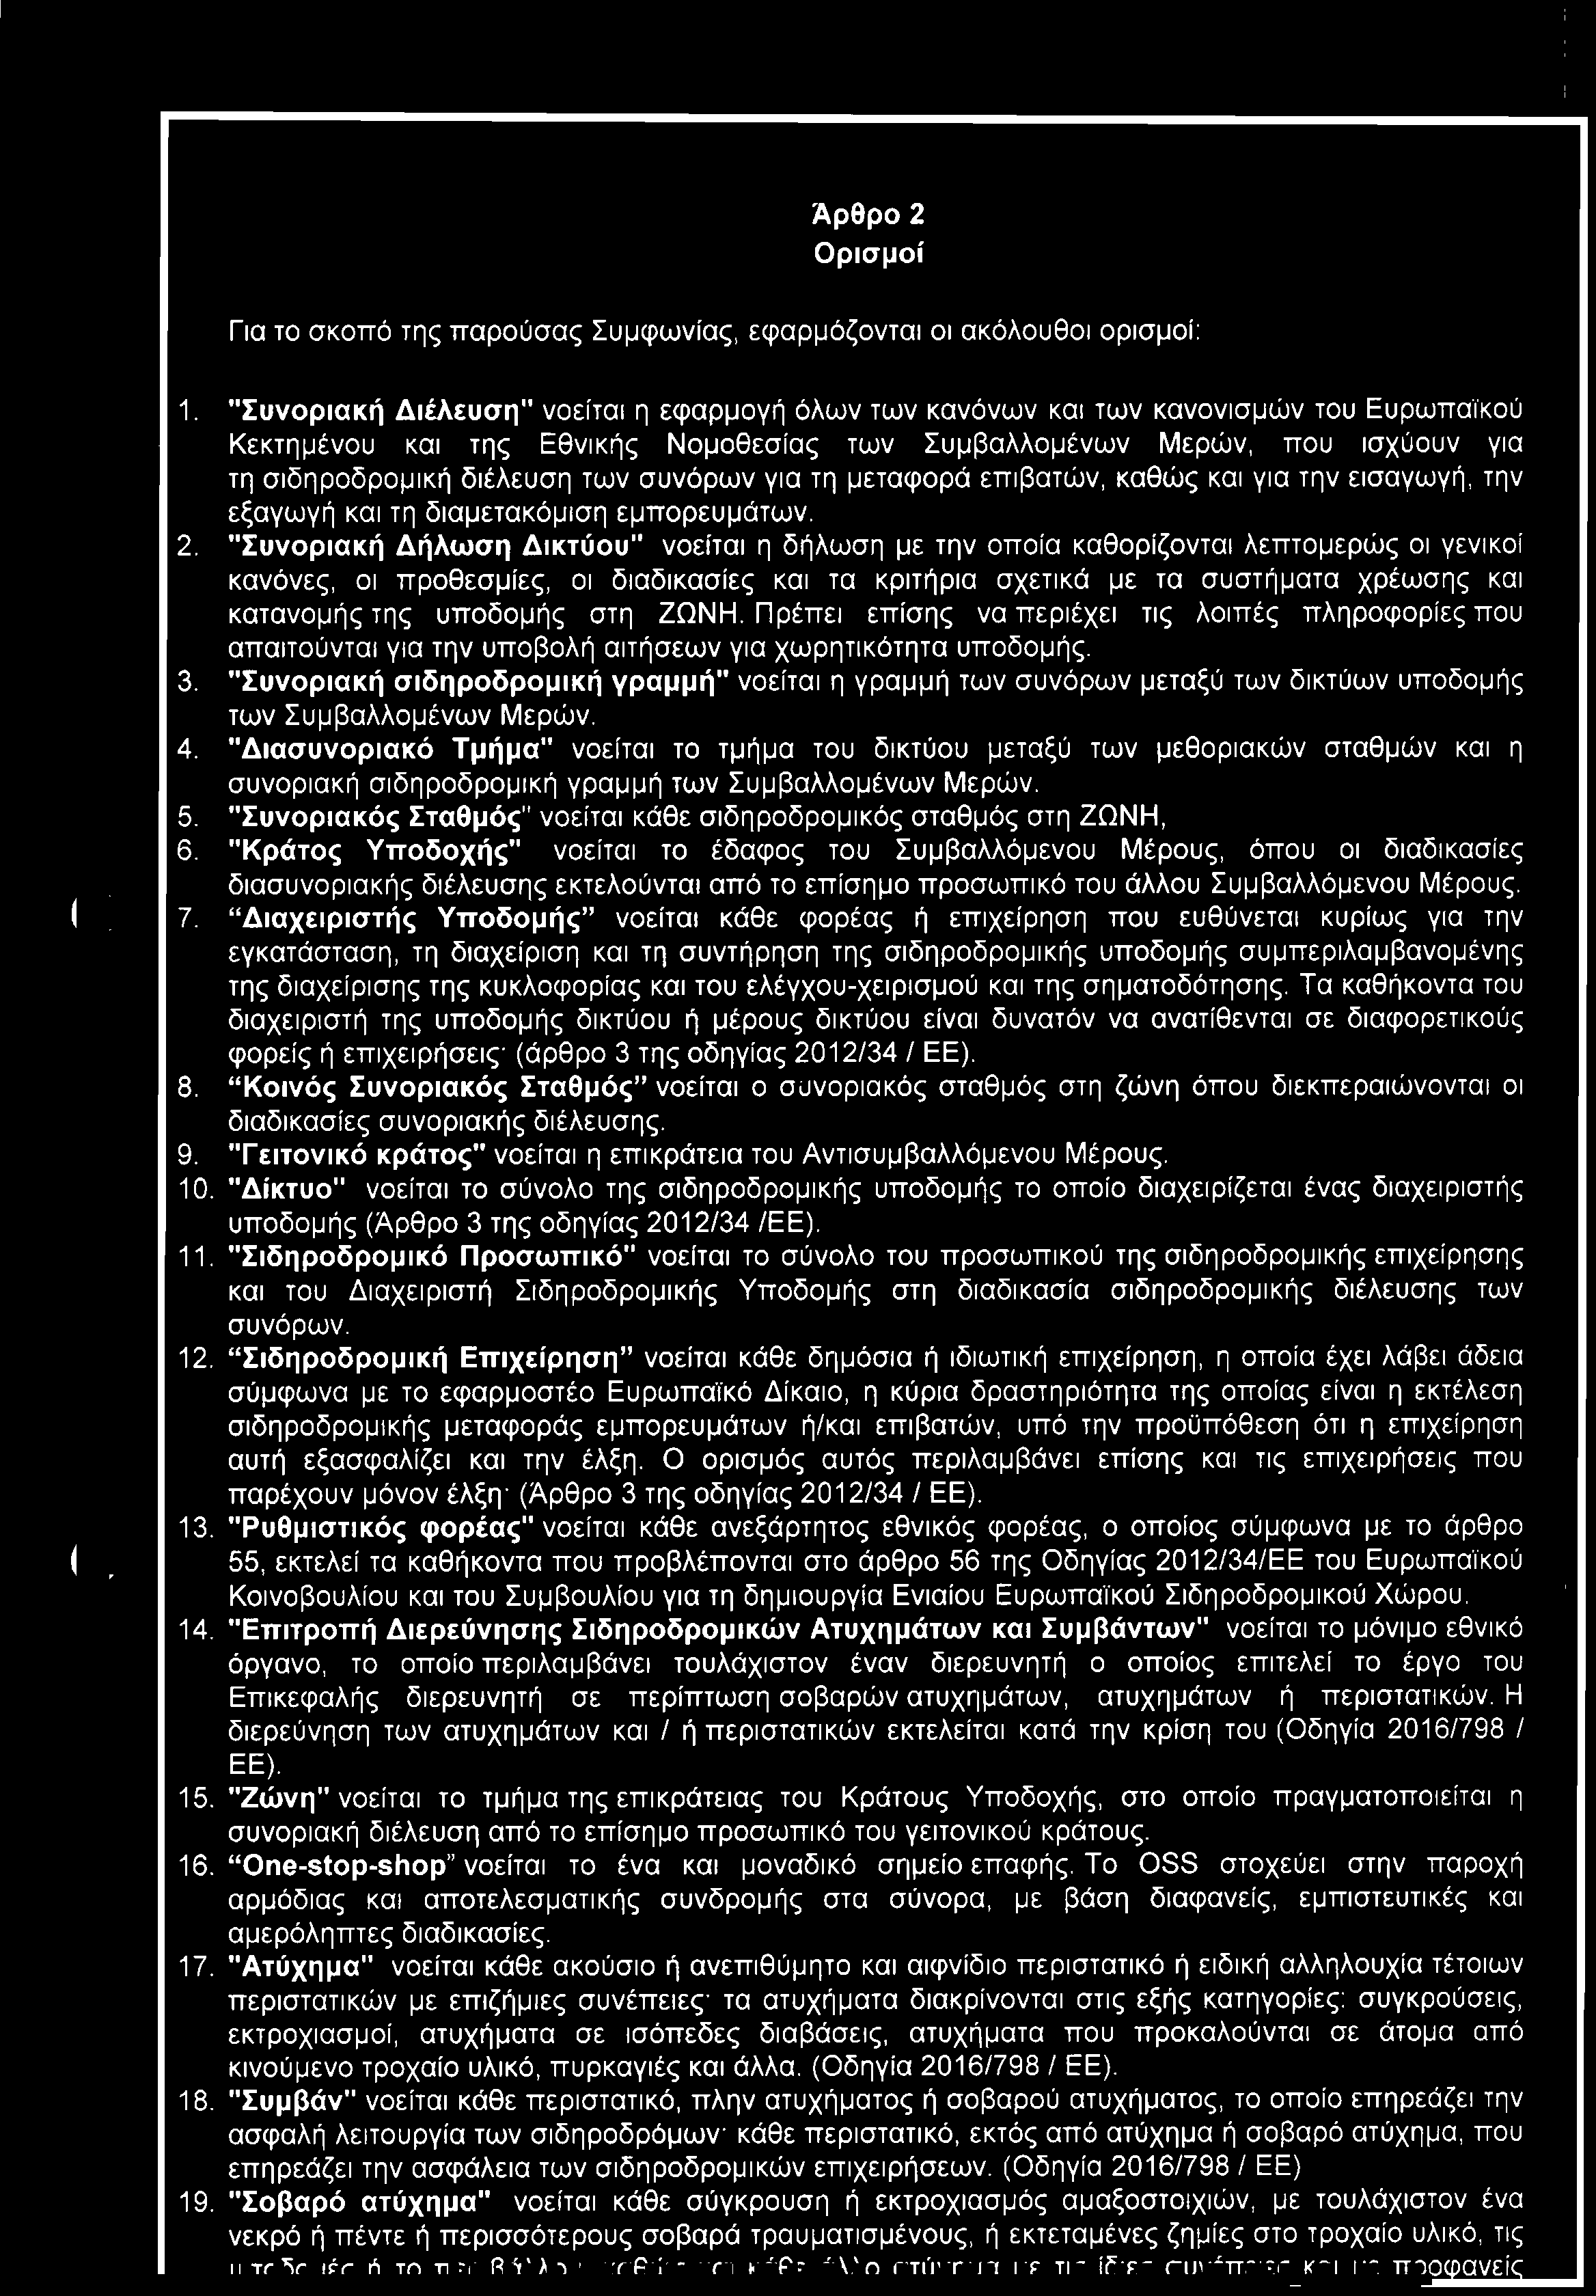 Άρθρο 2
Ορισμοί
Για το σκοπό της παρούσας Συμφωνίας, εφαρμόζονται οι ακόλουθοι ορισμοί:
1. "Συνοριακή Διέλευση" νοείται η εφαρμογή όλων των κανόνων και των κανονισμών του Ευρωπαϊκού
Κεκτημένου και της Εθνικής Νομοθεσίας των Συμβαλλομένων Μερών, που ισχύουν για
τη σιδηροδρομική διέλευση των συνόρων για τη μεταφορά επιβατών, καθώς και για την εισαγωγή, την
εξαγωγή και τη διαμετακόμιση εμπορευμάτων.
2. "Συνοριακή Δήλωση Δικτύου" νοείται η δήλωση με την οποία καθορίζονται λεπτομερώς οι γενικοί
κανόνες, οι προθεσμίες, οι διαδικασίες και τα κριτήρια σχετικά με τα συστήματα χρέωσης και
κατανομής της υποδομής στη ΖΩΝΗ. Πρέπει επίσης να περιέχει τις λοιπές πληροφορίες που
απαιτούνται για την υποβολή αιτήσεων για χωρητικότητα υποδομής.
3. "Συνοριακή σιδηροδρομική γραμμή" νοείται η γραμμή των συνόρων μεταξύ των δικτύων υποδομής
των Συμβαλλομένων Μερών.
4. "Διασυνοριακό Τμήμα" νοείται το τμήμα του δικτύου μεταξύ των μεθοριακών σταθμών και η
συνοριακή σιδηροδρομική γραμμή των Συμβαλλομένων Μερών.
5. "Συνοριακός Σταθμός" νοείται κάθε σιδηροδρομικός σταθμός στη ΖΩΝΗ,
6. "Κράτος Υποδοχής" νοείται το έδαφος του Συμβαλλόμενου Μέρους, όπου οι διαδικασίες
διασυνοριακής διέλευσης εκτελούνται από το επίσημο προσωπικό του άλλου Συμβαλλόμενου Μέρους.
7. “Διαχειριστής Υποδομής” νοείται κάθε φορέας ή επιχείρηση που ευθύνεται κυρίως για την
εγκατάσταση, τη διαχείριση και τη συντήρηση της σιδηροδρομικής υποδομής συμπεριλαμβανομένης
της διαχείρισης της κυκλοφορίας και του ελέγχου-χειρισμού και της σηματοδότησης. Τα καθήκοντα του
διαχειριστή της υποδομής δικτύου ή μέρους δικτύου είναι δυνατόν να ανατίθενται σε διαφορετικούς
φορείς ή επιχειρήσεις· (άρθρο 3 της οδηγίας 2012/34 / ΕΕ).
8. “Κοινός Συνοριακός Σταθμός” νοείται ο συνοριακός σταθμός στη ζώνη όπου διεκπεραιώνονται οι
διαδικασίες συνοριακής διέλευσης.
9. "Γειτονικό κράτος" νοείται η επικράτεια του Αντισυμβαλλόμενου Μέρους.
10. "Δίκτυο" νοείται το σύνολο της σιδηροδρομικής υποδομής το οποίο διαχειρίζεται ένας διαχειριστής
υποδομής (Άρθρο 3 της οδηγίας 2012/34 /ΕΕ).
11. "Σιδηροδρομικό Προσωπικό" νοείται το σύνολο του προσωπικού της σιδηροδρομικής επιχείρησης
και του Διαχειριστή Σιδηροδρομικής Υποδομής στη διαδικασία σιδηροδρομικής διέλευσης των
συνόρων.
12. “Σιδηροδρομική Επιχείρηση” νοείται κάθε δημόσια ή ιδιωτική επιχείρηση, η οποία έχει λάβει άδεια
σύμφωνα με το εφαρμοστέο Ευρωπαϊκό Δίκαιο, η κύρια δραστηριότητα της οποίας είναι η εκτέλεση
σιδηροδρομικής μεταφοράς εμπορευμάτων ή/και επιβατών, υπό την προϋπόθεση ότι η επιχείρηση
αυτή εξασφαλίζει και την έλξη. Ο ορισμός αυτός περιλαμβάνει επίσης και τις επιχειρήσεις που
παρέχουν μόνον έλξη· (Άρθρο 3 της οδηγίας 2012/34 / ΕΕ).
13. "Ρυθμιστικός φορέας" νοείται κάθε ανεξάρτητος εθνικός φορέας, ο οποίος σύμφωνα με το άρθρο
55, εκτελεί τα καθήκοντα που προβλέπονται στο άρθρο 56 της Οδηγίας 2012/34/ΕΕ του Ευρωπαϊκού
Κοινοβουλίου και του Συμβουλίου για τη δημιουργία Ενιαίου Ευρωπαϊκού Σιδηροδρομικού Χώρου.
14. "Επιτροπή Διερεύνησης Σιδηροδρομικών Ατυχημάτων και Συμβάντων" νοείται το μόνιμο εθνικό
όργανο, το οποίο περιλαμβάνει τουλάχιστον έναν διερευνητή ο οποίος επιτελεί το έργο του
Επικεφαλής διερευνητή σε περίπτωση σοβαρών ατυχημάτων, ατυχημάτων ή περιστατικών. Η
διερεύνηση των ατυχημάτων και / ή περιστατικών εκτελείται κατά την κρίση του (Οδηγία 2016/798 /
ΕΕ).
15. "Ζώνη" νοείται το τμήμα της επικράτειας του Κράτους Υποδοχής, στο οποίο πραγματοποιείται η
συνοριακή διέλευση από το επίσημο προσωπικό του γειτονικού κράτους.
16. “One-stop-shop” νοείται το ένα και μοναδικό σημείο επαφής. Το OSS στοχεύει στην παροχή
αρμόδιας και αποτελεσματικής συνδρομής στα σύνορα, με βάση διαφανείς, εμπιστευτικές και
αμερόληπτες διαδικασίες.
17. "Ατύχημα" νοείται κάθε ακούσιο ή ανεπιθύμητο και αιφνίδιο περιστατικό ή ειδική αλληλουχία τέτοιων
περιστατικών με επιζήμιες συνέπειες· τα ατυχήματα διακρίνονται στις εξής κατηγορίες: συγκρούσεις,
εκτροχιασμοί, ατυχήματα σε ισόπεδες διαβάσεις, ατυχήματα που προκαλούνται σε άτομα από
κινούμενο τροχαίο υλικό, πυρκαγιές και άλλα. (Οδηγία 2016/798 / ΕΕ).
18. "Συμβάν" νοείται κάθε περιστατικό, πλην ατυχήματος ή σοβαρού ατυχήματος, το οποίο επηρεάζει την
ασφαλή λειτουργία των σιδηροδρόμων· κάθε περιστατικό, εκτός από ατύχημα ή σοβαρό ατύχημα, που
επηρεάζει την ασφάλεια των σιδηροδρομικών επιχειρήσεων. (Οδηγία 2016/798 / ΕΕ)
19. "Σοβαρό ατύχημα" νοείται κάθε σύγκρουση ή εκτροχιασμός αμαξοστοιχιών, με τουλάχιστον ένα
νεκρό ή πέντε ή περισσότερους σοβαρά τραυματισμένους, ή εκτεταμένες ζημίες στο τροχαίο υλικό, τις
ή το προφανείς